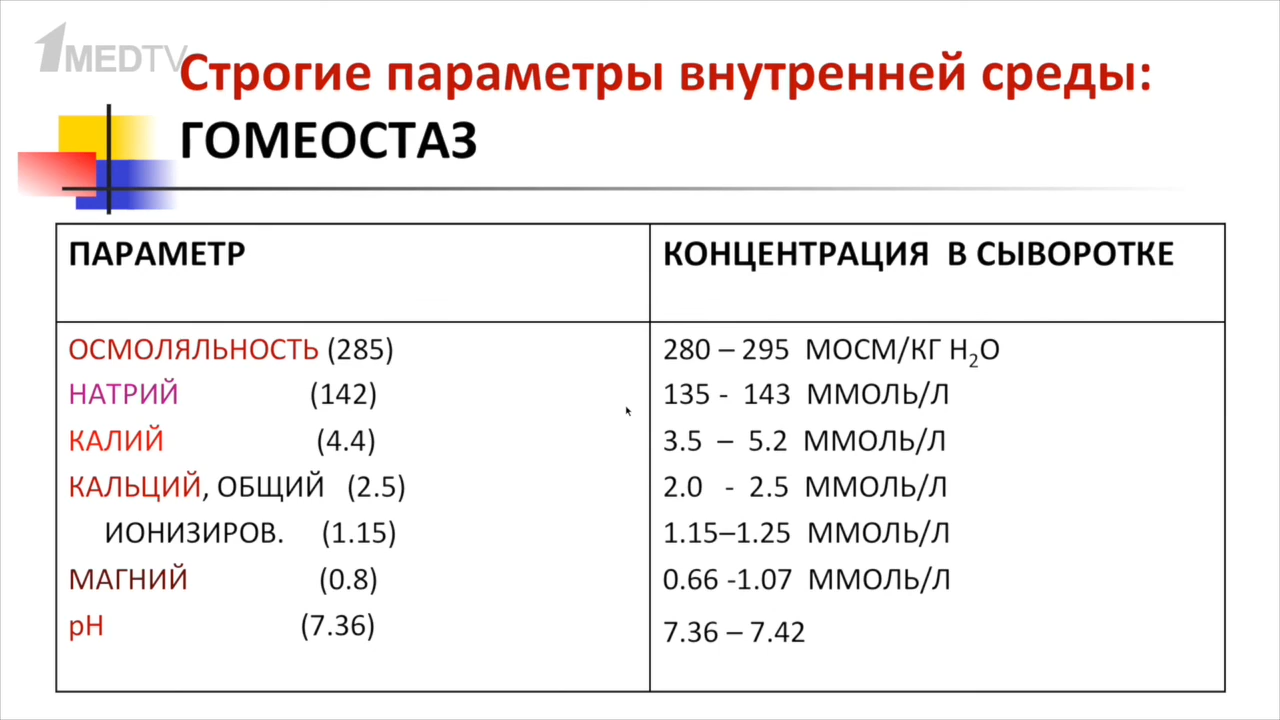 1MEDTV
Строгие параметры внутренней среды:
ГОМЕОСТАЗ
ПАРАМЕТР
КОНЦЕНТРАЦИЯ В СЫВОРОТКЕ
ОСМОЛЯЛЬНОСТЬ (285)
280 – 295 МОСМ/КГ H₂O
НАТРИЙ (142)
135 - 143 ММОЛЬ/Л
КАЛИЙ (4.4)
3.5 – 5.2 ММОЛЬ/Л
КАЛЬЦИЙ, ОБЩИЙ (2.5)
2.0 - 2.5 ММОЛЬ/Л
ИОНИЗИРОВ. (1.15)
1.15–1.25 ММОЛЬ/Л
МАГНИЙ (0.8)
0.66 -1.07 ММОЛЬ/Л
pH (7.36)
7.36 – 7.42